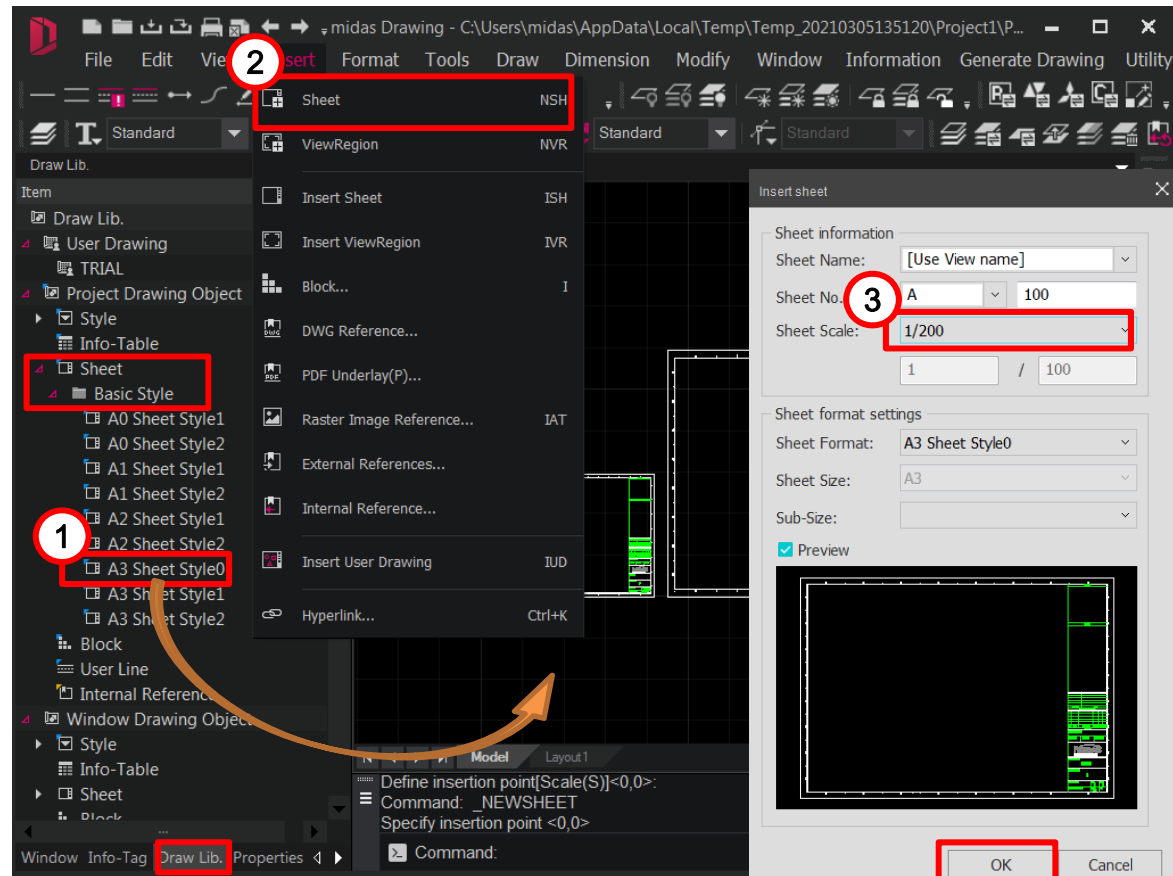 midas Drawing - C:\Users\midas\AppData\Local\Temp\Temp_20210305135120\Project1\P...
File Edit Format Tools Draw Dimension Modify Window Information Generate Drawing Utility
2
Standard
Standard
Standard
Draw Lib.
Item
Draw Lib.
User Drawing
TRIAL
Project Drawing Object
Style
Info-Table
Sheet
Basic Style
A0 Sheet Style1
A0 Sheet Style2
A1 Sheet Style1
A1 Sheet Style2
A2 Sheet Style1
A2 Sheet Style2
1
A3 Sheet Style0
A3 Sheet Style1
A3 Sheet Style2
Block
User Line
Internal Reference
Window Drawing Object
Style
Info-Table
Sheet
Block
Window Info-Tag Draw Lib. Properties
Sheet NSH
ViewRegion NVR
Insert Sheet ISH
Insert ViewRegion IVR
Block... I
DWG Reference...
PDF Underlay(P)...
Raster Image Reference... IAT
External References...
Internal Reference...
Insert User Drawing IUD
Hyperlink... Ctrl+K
Model Layout1
Define insertion point[Scale(S)]<0,0>:
Command: _NEWSHEET
Specify insertion point <0,0>
Command:
Insert sheet
Sheet information
Sheet Name: [Use View name]
Sheet No. A 100
3
Sheet Scale: 1/200
1 / 100
Sheet format settings
Sheet Format: A3 Sheet Style0
Sheet Size: A3
Sub-Size:
Preview
OK Cancel